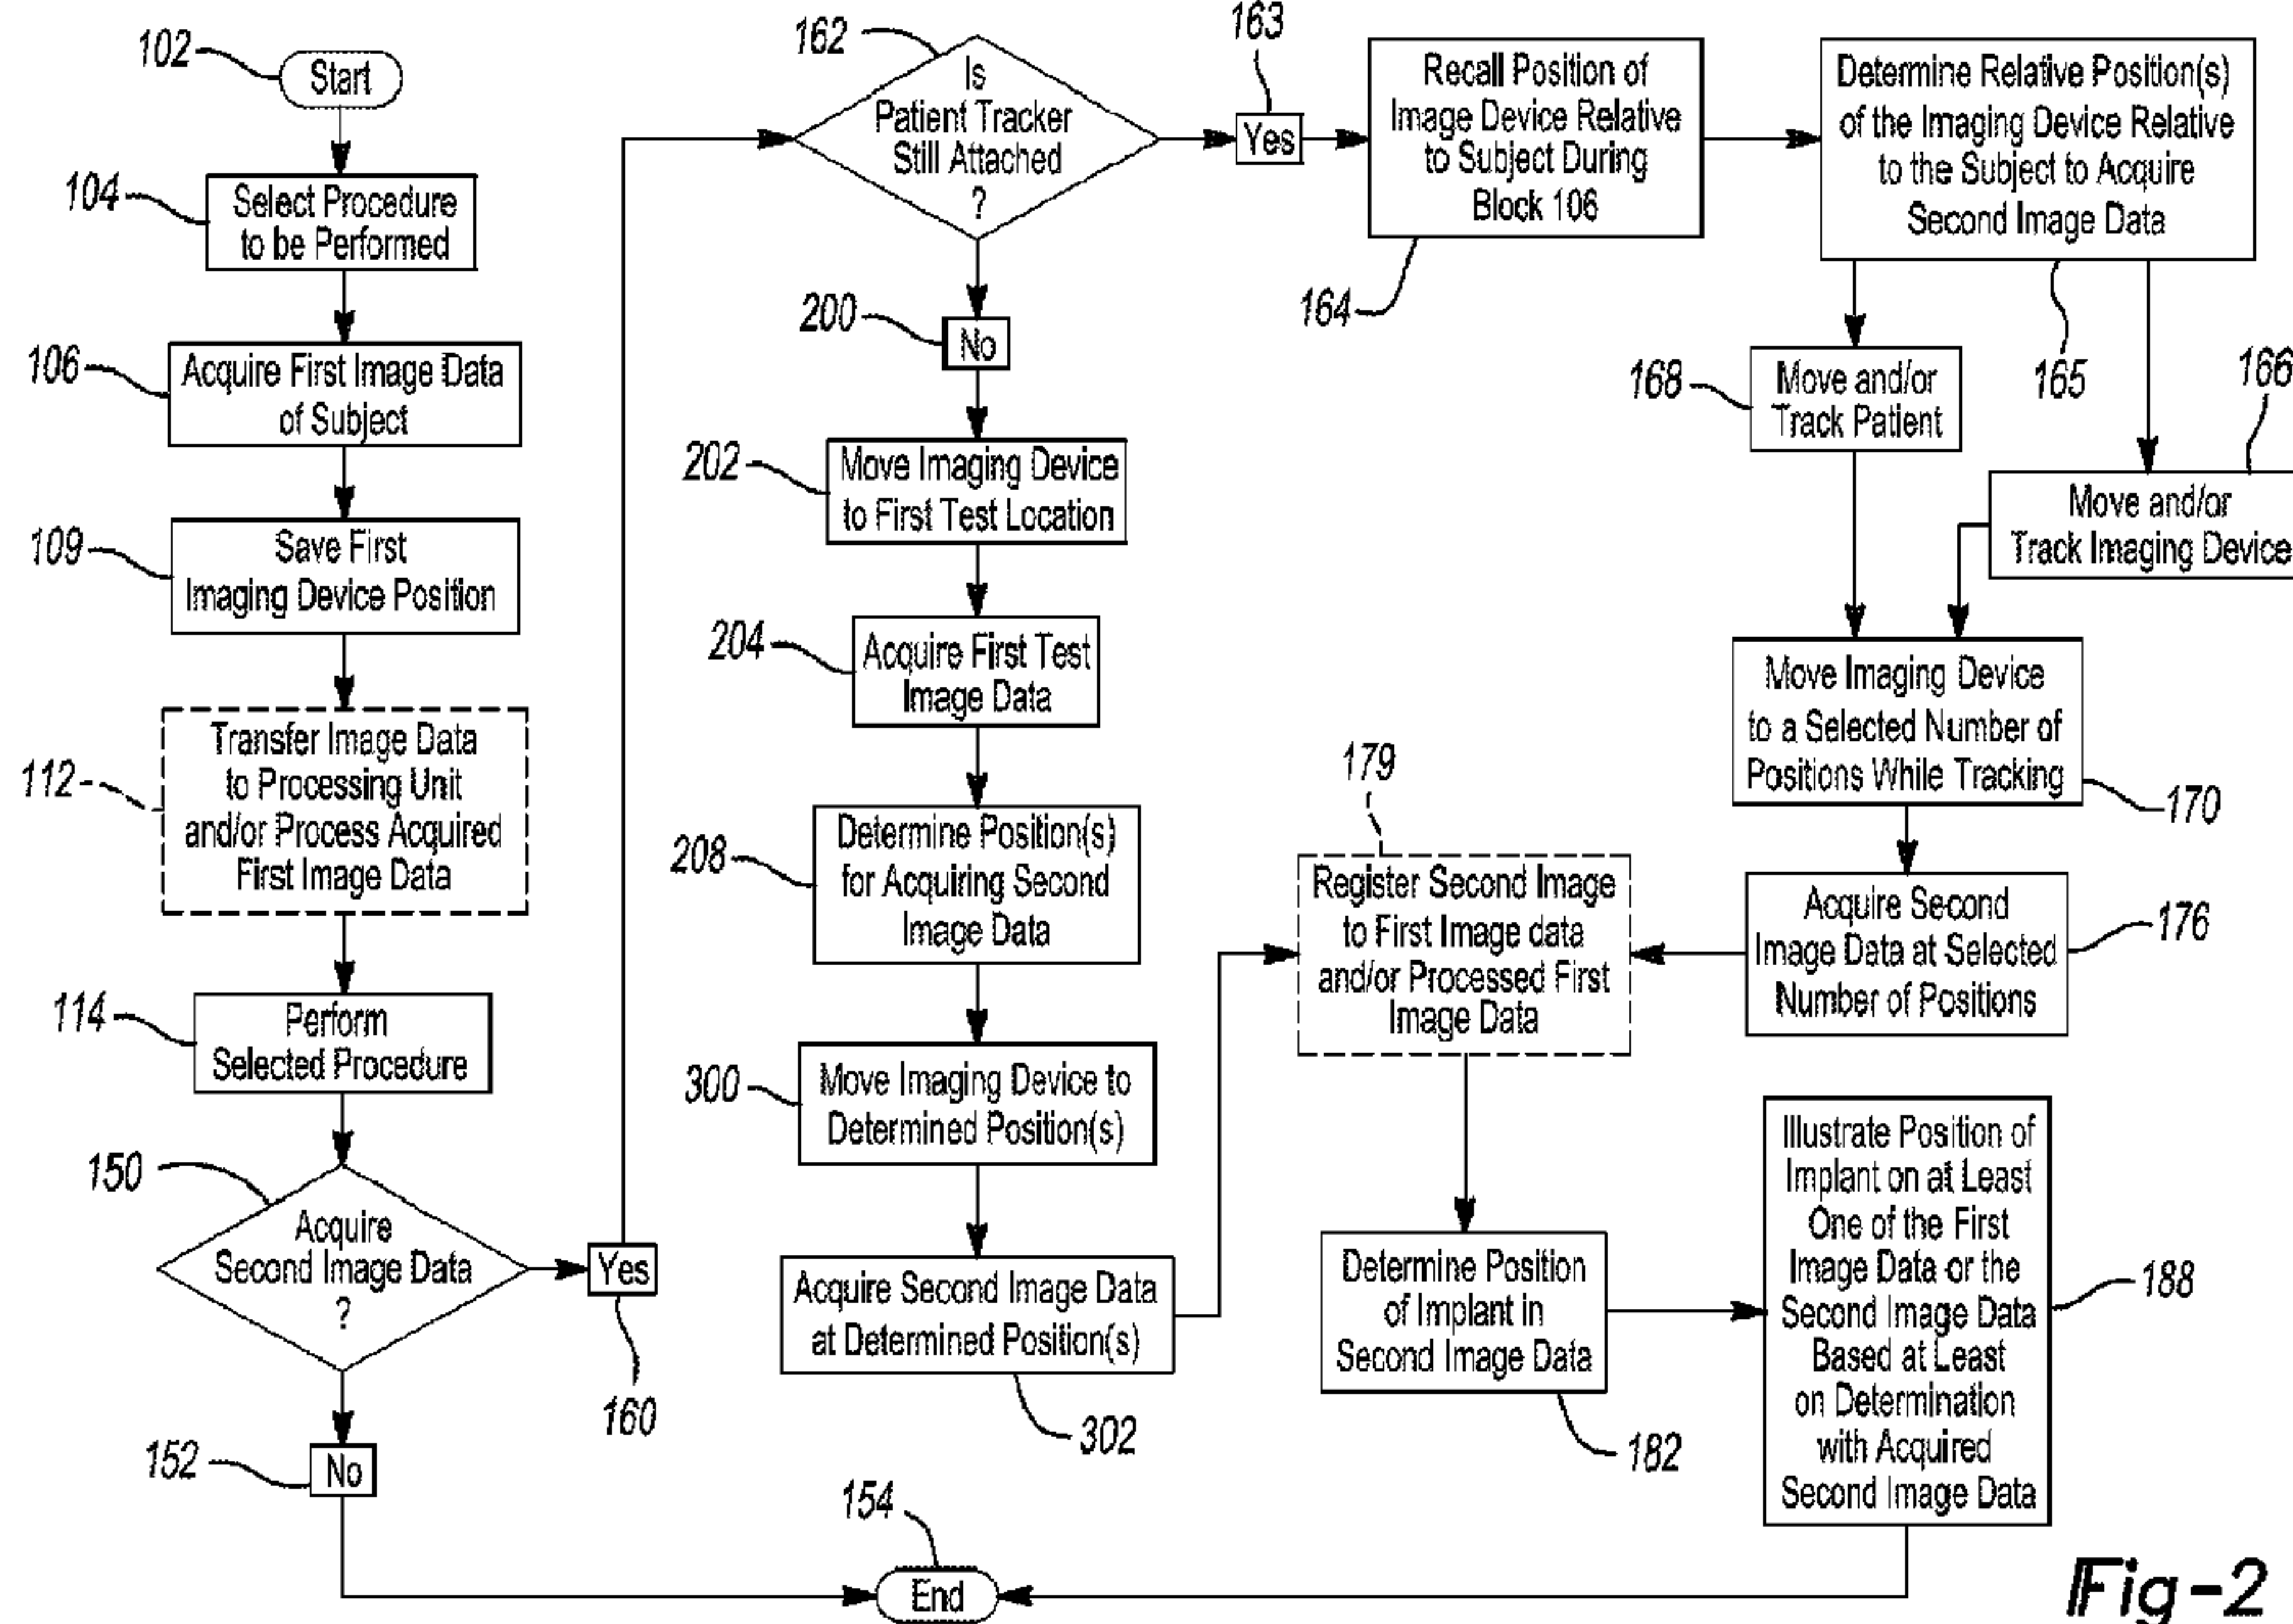 102
Start
104
Select Procedure
to be Performed
106
Acquire First Image Data
of Subject
109
Save First
Imaging Device Position
112
Transfer Image Data
to Processing Unit
and/or Process Acquired
First Image Data
114
Perform
Selected Procedure
150
Acquire
Second Image Data
?
Yes
160
152
No
154
End
162
Is
Patient Tracker
Still Attached
?
163
Yes
200
No
202
Move Imaging Device
to First Test Location
204
Acquire First Test
Image Data
208
Determine Position(s)
for Acquiring Second
Image Data
300
Move Imaging Device to
Determined Position(s)
Acquire Second Image Data
at Determined Position(s)
302
Recall Position of
Image Device Relative
to Subject During
Block 106
164
Determine Relative Position(s)
of the Imaging Device Relative
to the Subject to Acquire
Second Image Data
165
168
Move and/or
Track Patient
166
Move and/or
Track Imaging Device
Move Imaging Device
to a Selected Number of
Positions While Tracking
170
Acquire Second
Image Data at Selected
Number of Positions
176
179
Register Second Image
to First Image data
and/or Processed First
Image Data
Determine Position
of Implant in
Second Image Data
182
Illustrate Position of
Implant on at Least
One of the First
Image Data or the
Second Image Data
Based at Least
on Determination
with Acquired
Second Image Data
188
Fig-2